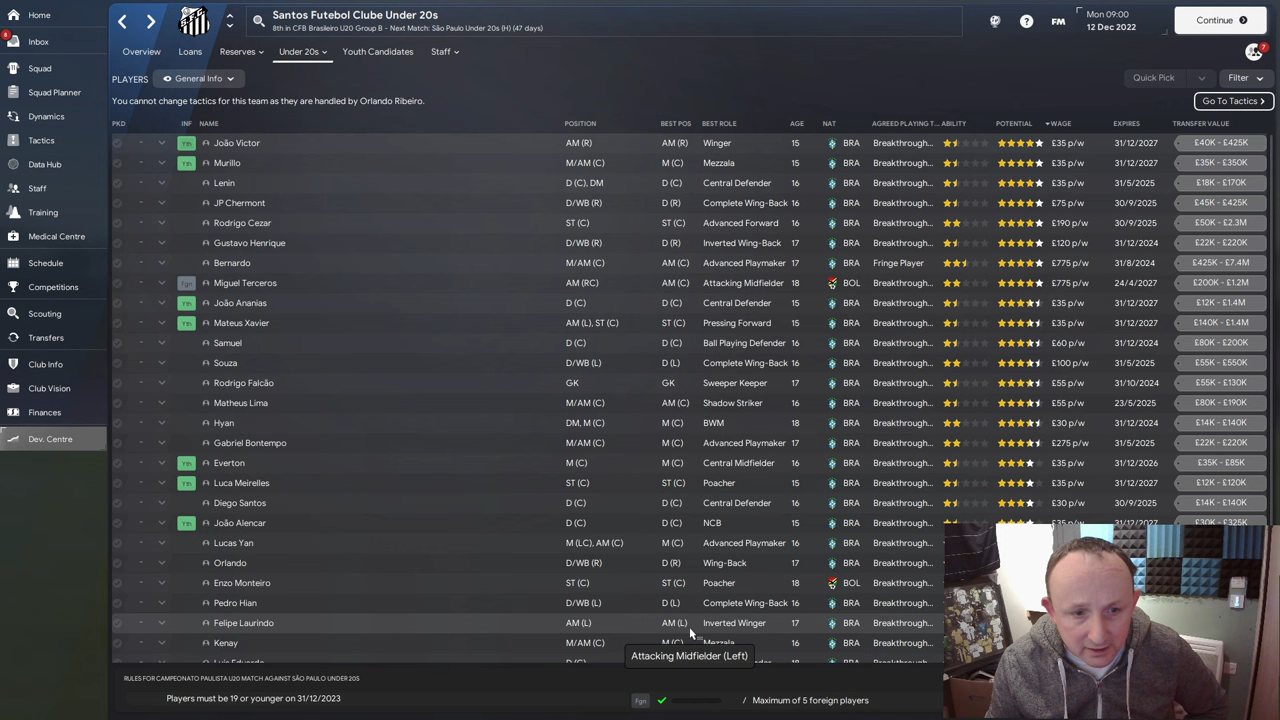 Home
Inbox
6
Squad
Squad Planner
Dynamics
Tactics
Data Hub
Staff
Training
Medical Centre
Schedule
Competitions
Scouting
Transfers
Club Info
Club Vision
Finances
Dev. Centre
Santos Futebol Clube Under 20s
8th in CFB Brasileiro U20 Group B - Next Match: São Paulo Under 20s (H) (47 days)
FM
Mon 09:00
12 Dec 2022
Continue
Overview Loans Reserves Under 20s Youth Candidates Staff
7
PLAYERS General Info Quick Pick Filter
You cannot change tactics for this team as they are handled by Orlando Ribeiro.
Go To Tactics
PKD INF NAME POSITION BEST POS BEST ROLE AGE NAT AGREED PLAYING T... ABILITY POTENTIAL WAGE EXPIRES TRANSFER VALUE
Yth João Victor AM (R) AM (R) Winger 15 BRA Breakthrough... £35 p/w 31/12/2027 £40K - £425K
Yth Murillo M/AM (C) M (C) Mezzala 15 BRA Breakthrough... £35 p/w 31/12/2027 £35K - £350K
Lenin D (C), DM D (C) Central Defender 16 BRA Breakthrough... £35 p/w 31/5/2025 £18K - £170K
JP Chermont D/WB (R) D (R) Complete Wing-Back 16 BRA Breakthrough... £75 p/w 30/9/2025 £45K - £425K
Rodrigo Cezar ST (C) ST (C) Advanced Forward 16 BRA Breakthrough... £190 p/w 30/9/2025 £50K - £2.3M
Gustavo Henrique D/WB (R) D (R) Inverted Wing-Back 17 BRA Breakthrough... £120 p/w 31/12/2024 £22K - £220K
Bernardo M/AM (C) AM (C) Advanced Playmaker 17 BRA Fringe Player £775 p/w 31/8/2024 £425K - £7.4M
Fgn Miguel Terceros AM (RC) AM (C) Attacking Midfielder 18 BOL Breakthrough... £775 p/w 24/4/2027 £200K - £1.2M
Yth João Ananias D (C) D (C) Central Defender 15 BRA Breakthrough... £35 p/w 31/12/2027 £12K - £1.4M
Yth Mateus Xavier AM (L), ST (C) ST (C) Pressing Forward 15 BRA Breakthrough... £35 p/w 31/12/2027 £140K - £1.4M
Samuel D (C) D (C) Ball Playing Defender 16 BRA Breakthrough... £60 p/w 31/12/2024 £80K - £200K
Souza D/WB (L) D (L) Complete Wing-Back 16 BRA Breakthrough... £100 p/w 31/5/2025 £55K - £550K
Rodrigo Falcão GK GK Sweeper Keeper 17 BRA Breakthrough... £55 p/w 31/10/2024 £55K - £130K
Matheus Lima M/AM (C) AM (C) Shadow Striker 16 BRA Breakthrough... £55 p/w 23/5/2025 £80K - £190K
Hyan DM, M (C) M (C) BWM 18 BRA Breakthrough... £30 p/w 31/12/2024 £14K - £140K
Gabriel Bontempo M/AM (C) M (C) Advanced Playmaker 17 BRA Breakthrough... £275 p/w 31/5/2025 £22K - £220K
Yth Everton M (C) M (C) Central Midfielder 16 BRA Breakthrough... £35 p/w 31/12/2026 £35K - £85K
Yth Luca Meirelles ST (C) ST (C) Poacher 15 BRA Breakthrough... £35 p/w 31/12/2027 £12K - £120K
Diego Santos D (C) D (C) Central Defender 16 BRA Breakthrough... £30 p/w 30/9/2025 £14K - £140K
Yth João Alencar D (C) D (C) NCB 15 BRA Breakthrough... £35 p/w 31/12/2027 £30K - £325K
Lucas Yan M (LC), AM (C) M (C) Advanced Playmaker 16 BRA Breakthrough...
Orlando D/WB (R) D (R) Wing-Back 17 BRA Breakthrough...
Enzo Monteiro ST (C) ST (C) Poacher 18 BOL Breakthrough...
Pedro Hian D/WB (L) D (L) Complete Wing-Back 16 BRA Breakthrough...
Felipe Laurindo AM (L) AM (L) Inverted Winger 17 BRA Breakthrough...
Kenay M/AM (C) M (C) Mezzala 16 BRA Breakthrough...
Attacking Midfielder (Left)
RULES FOR CAMPEONATO PAULISTA U20 MATCH AGAINST SÃO PAULO UNDER 20S
Players must be 19 or younger on 31/12/2023
Fgn / Maximum of 5 foreign players